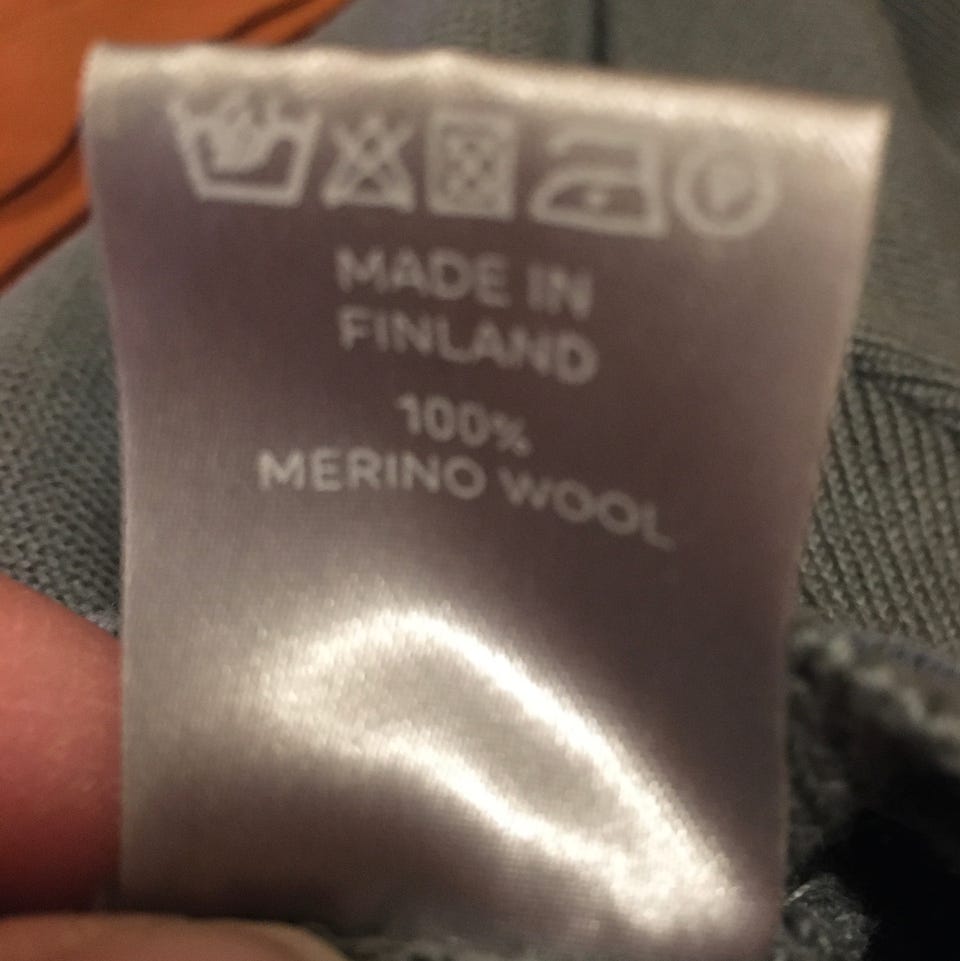 P
MADE IN
FINLAND
100%
MERINO WOOL